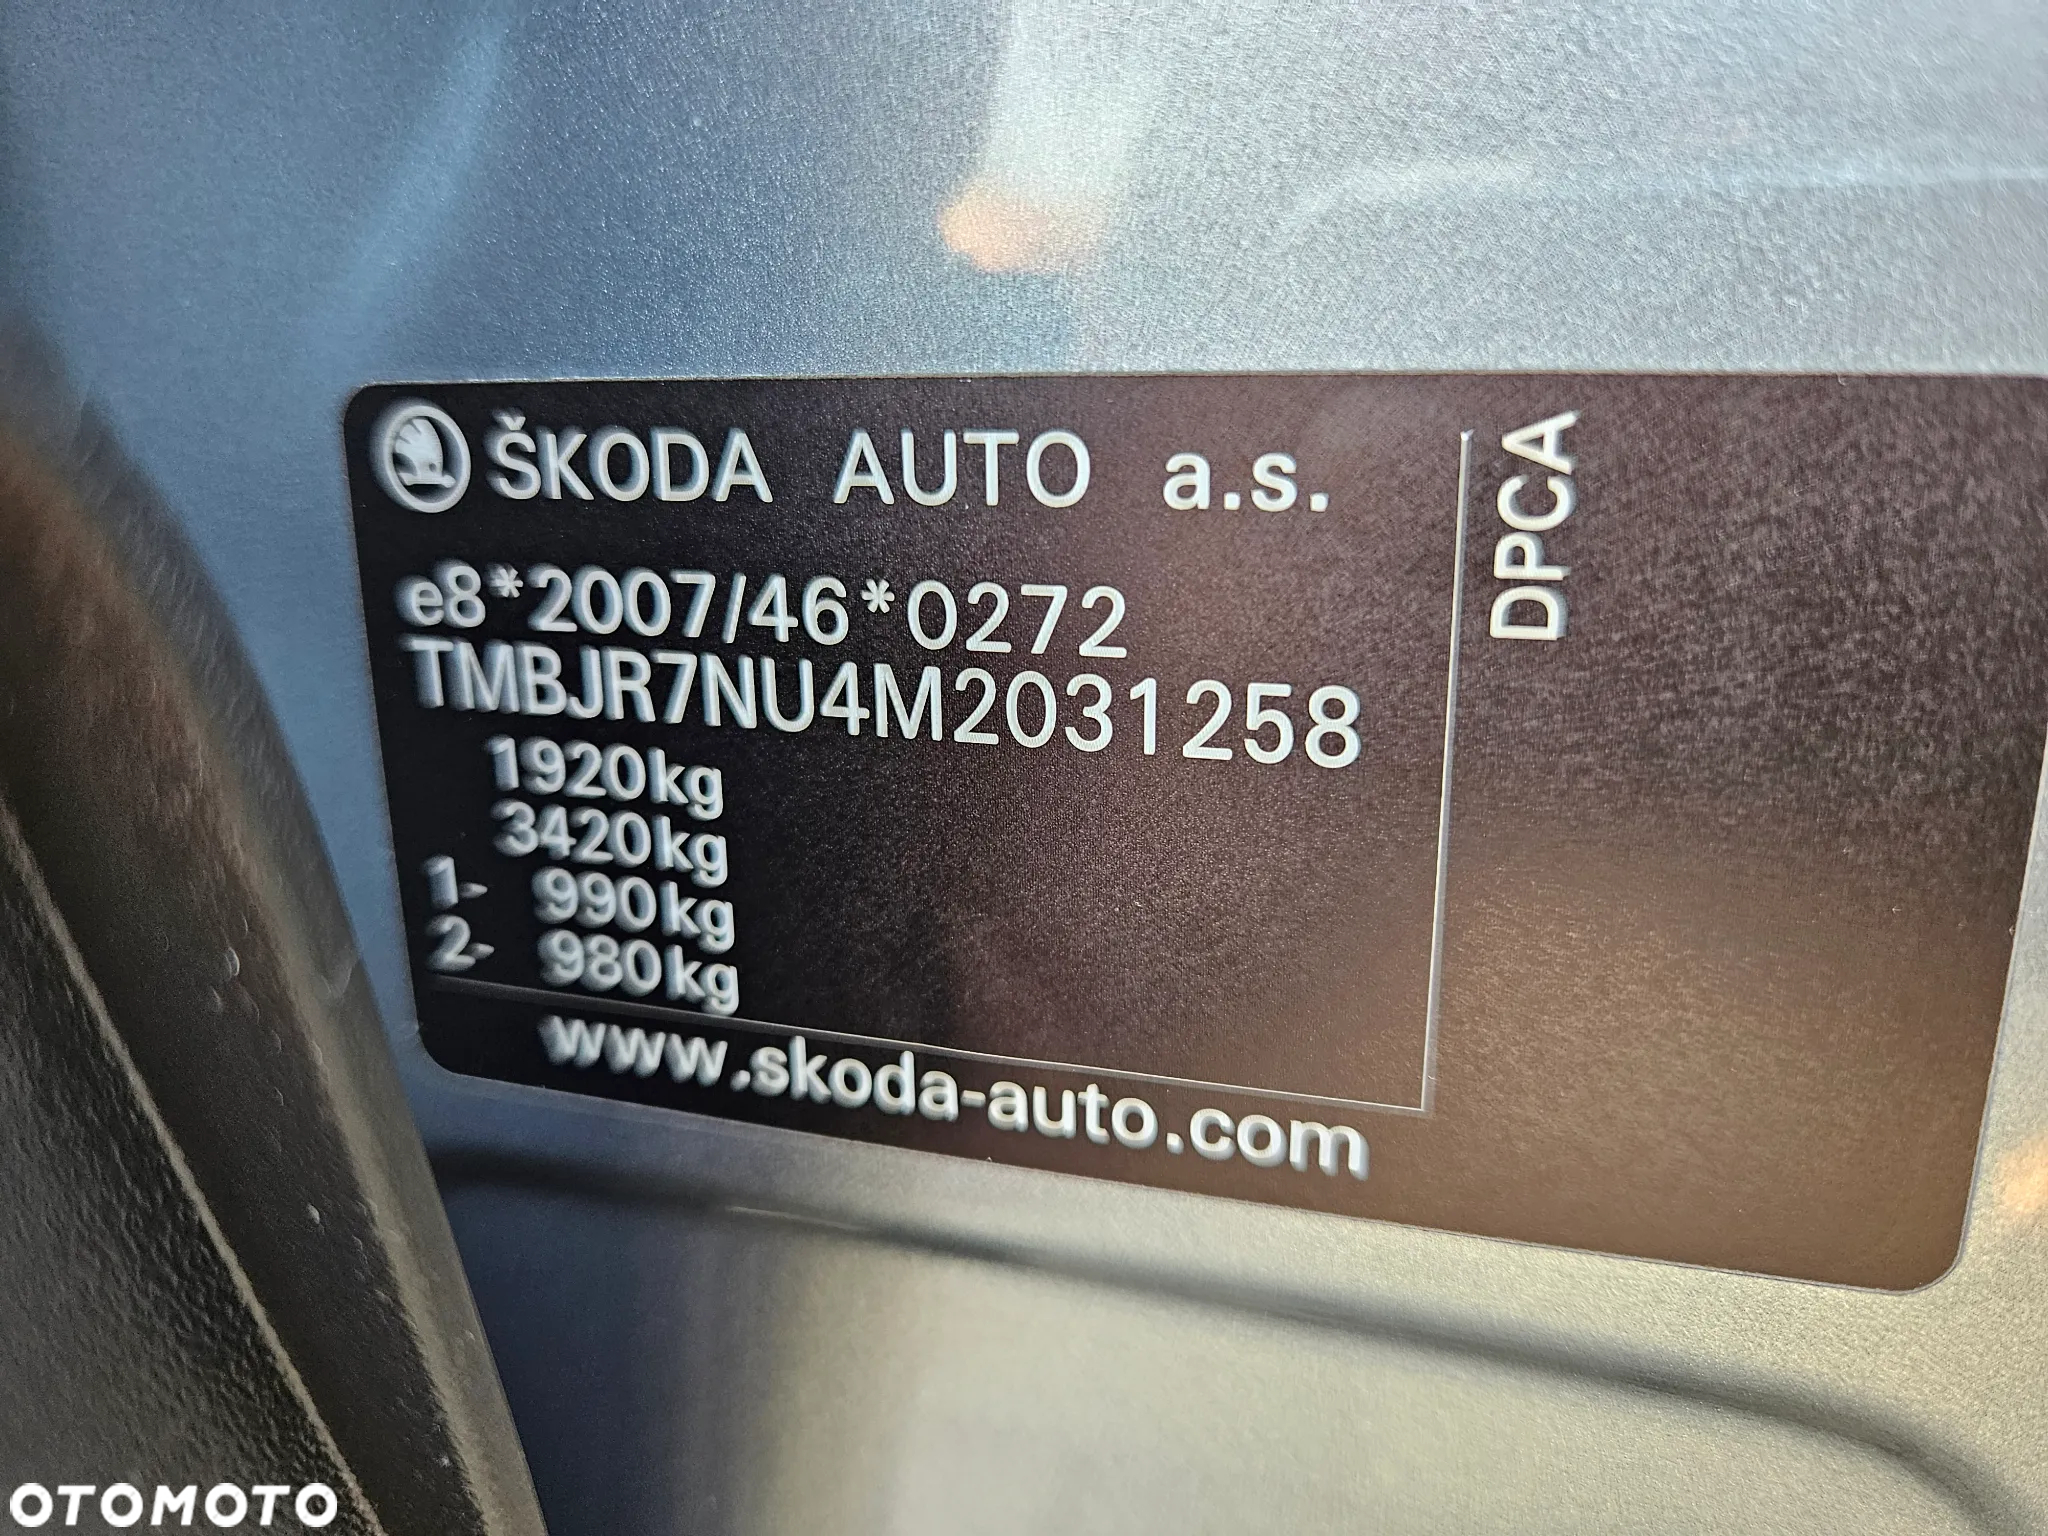 ŠKODA AUTO a.s.
e8*2007/46*0272
TMBJR7NU4M2031258
1920kg
3420kg
1- 990kg
2- 980kg
www.skoda-auto.com
DPCA
OTOMOTO